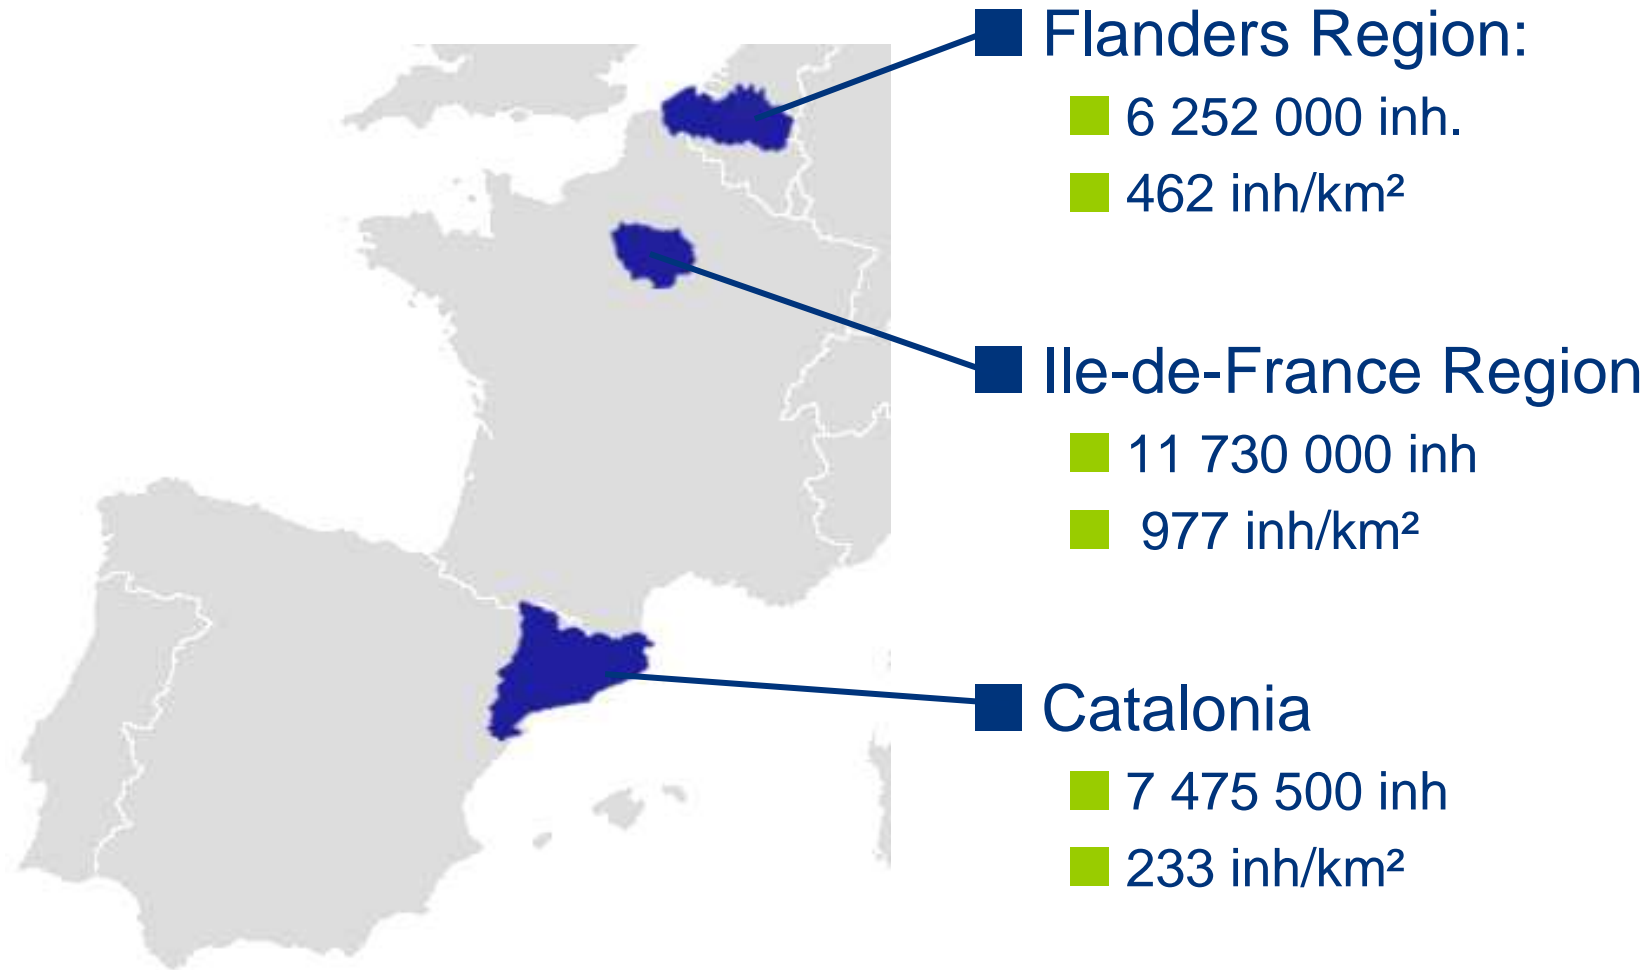 Flanders Region:
6 252 000 inh.
462 inh/km²
Ile-de-France Region
11 730 000 inh
977 inh/km²
Catalonia
7 475 500 inh
233 inh/km²